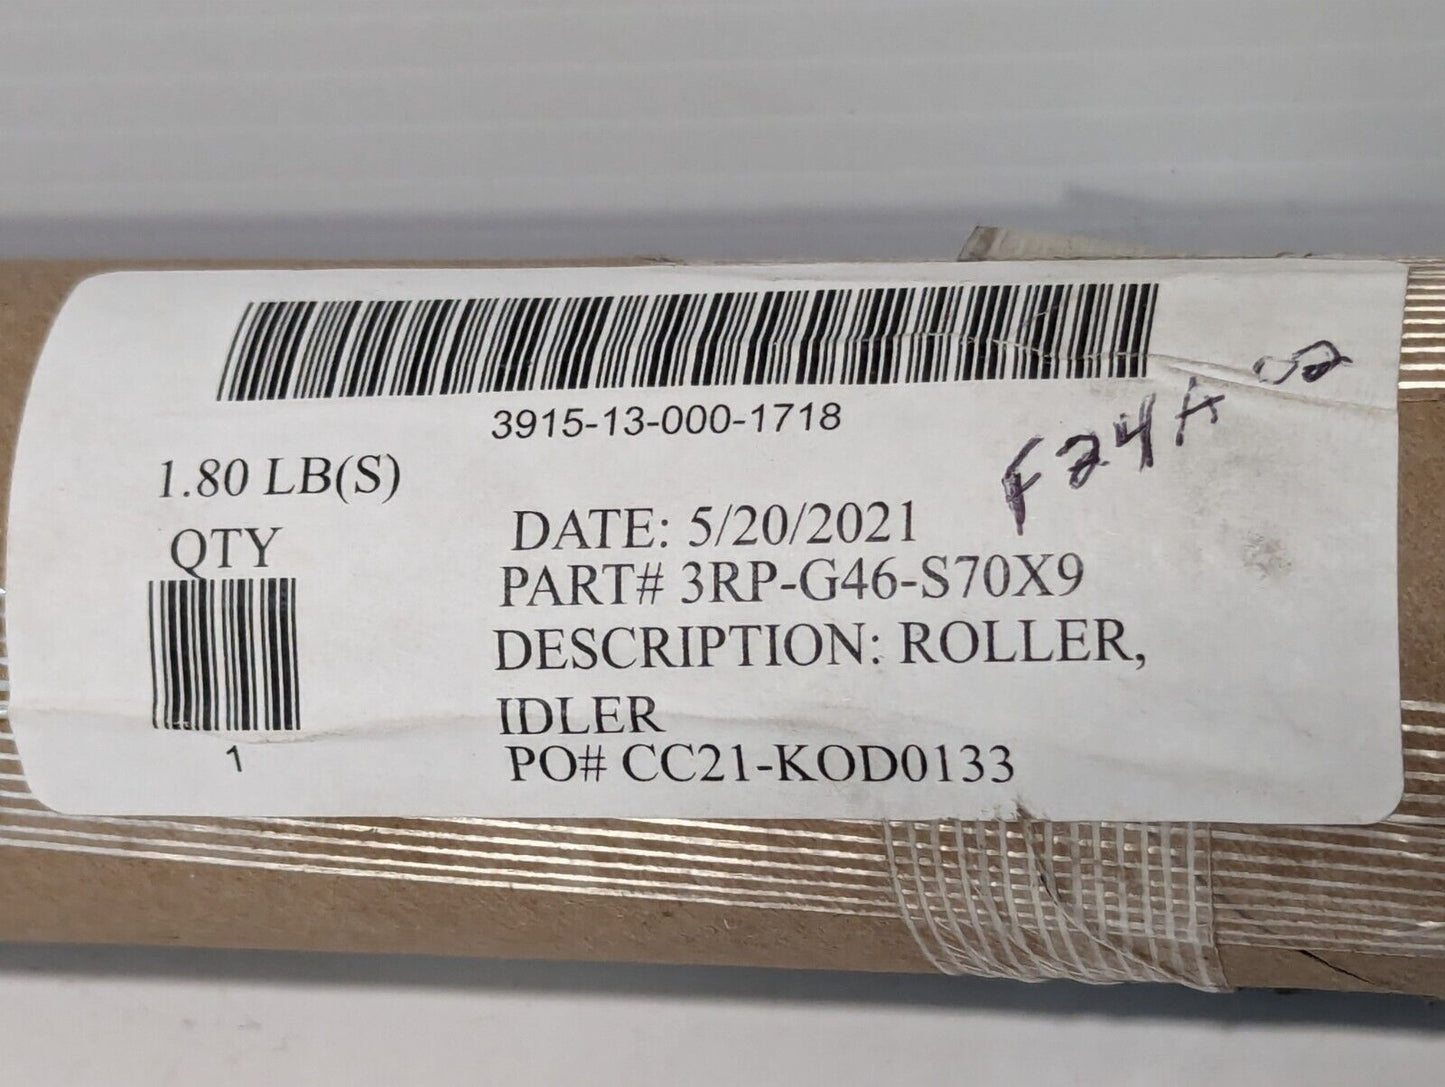 3915-13-000-1718
1.80 LB(S)
F24A 02
DATE: 5/20/2021
QTY
PART# 3RP-G46-S70X9
DESCRIPTION: ROLLER,
IDLER
1
PO# CC21-KOD0133